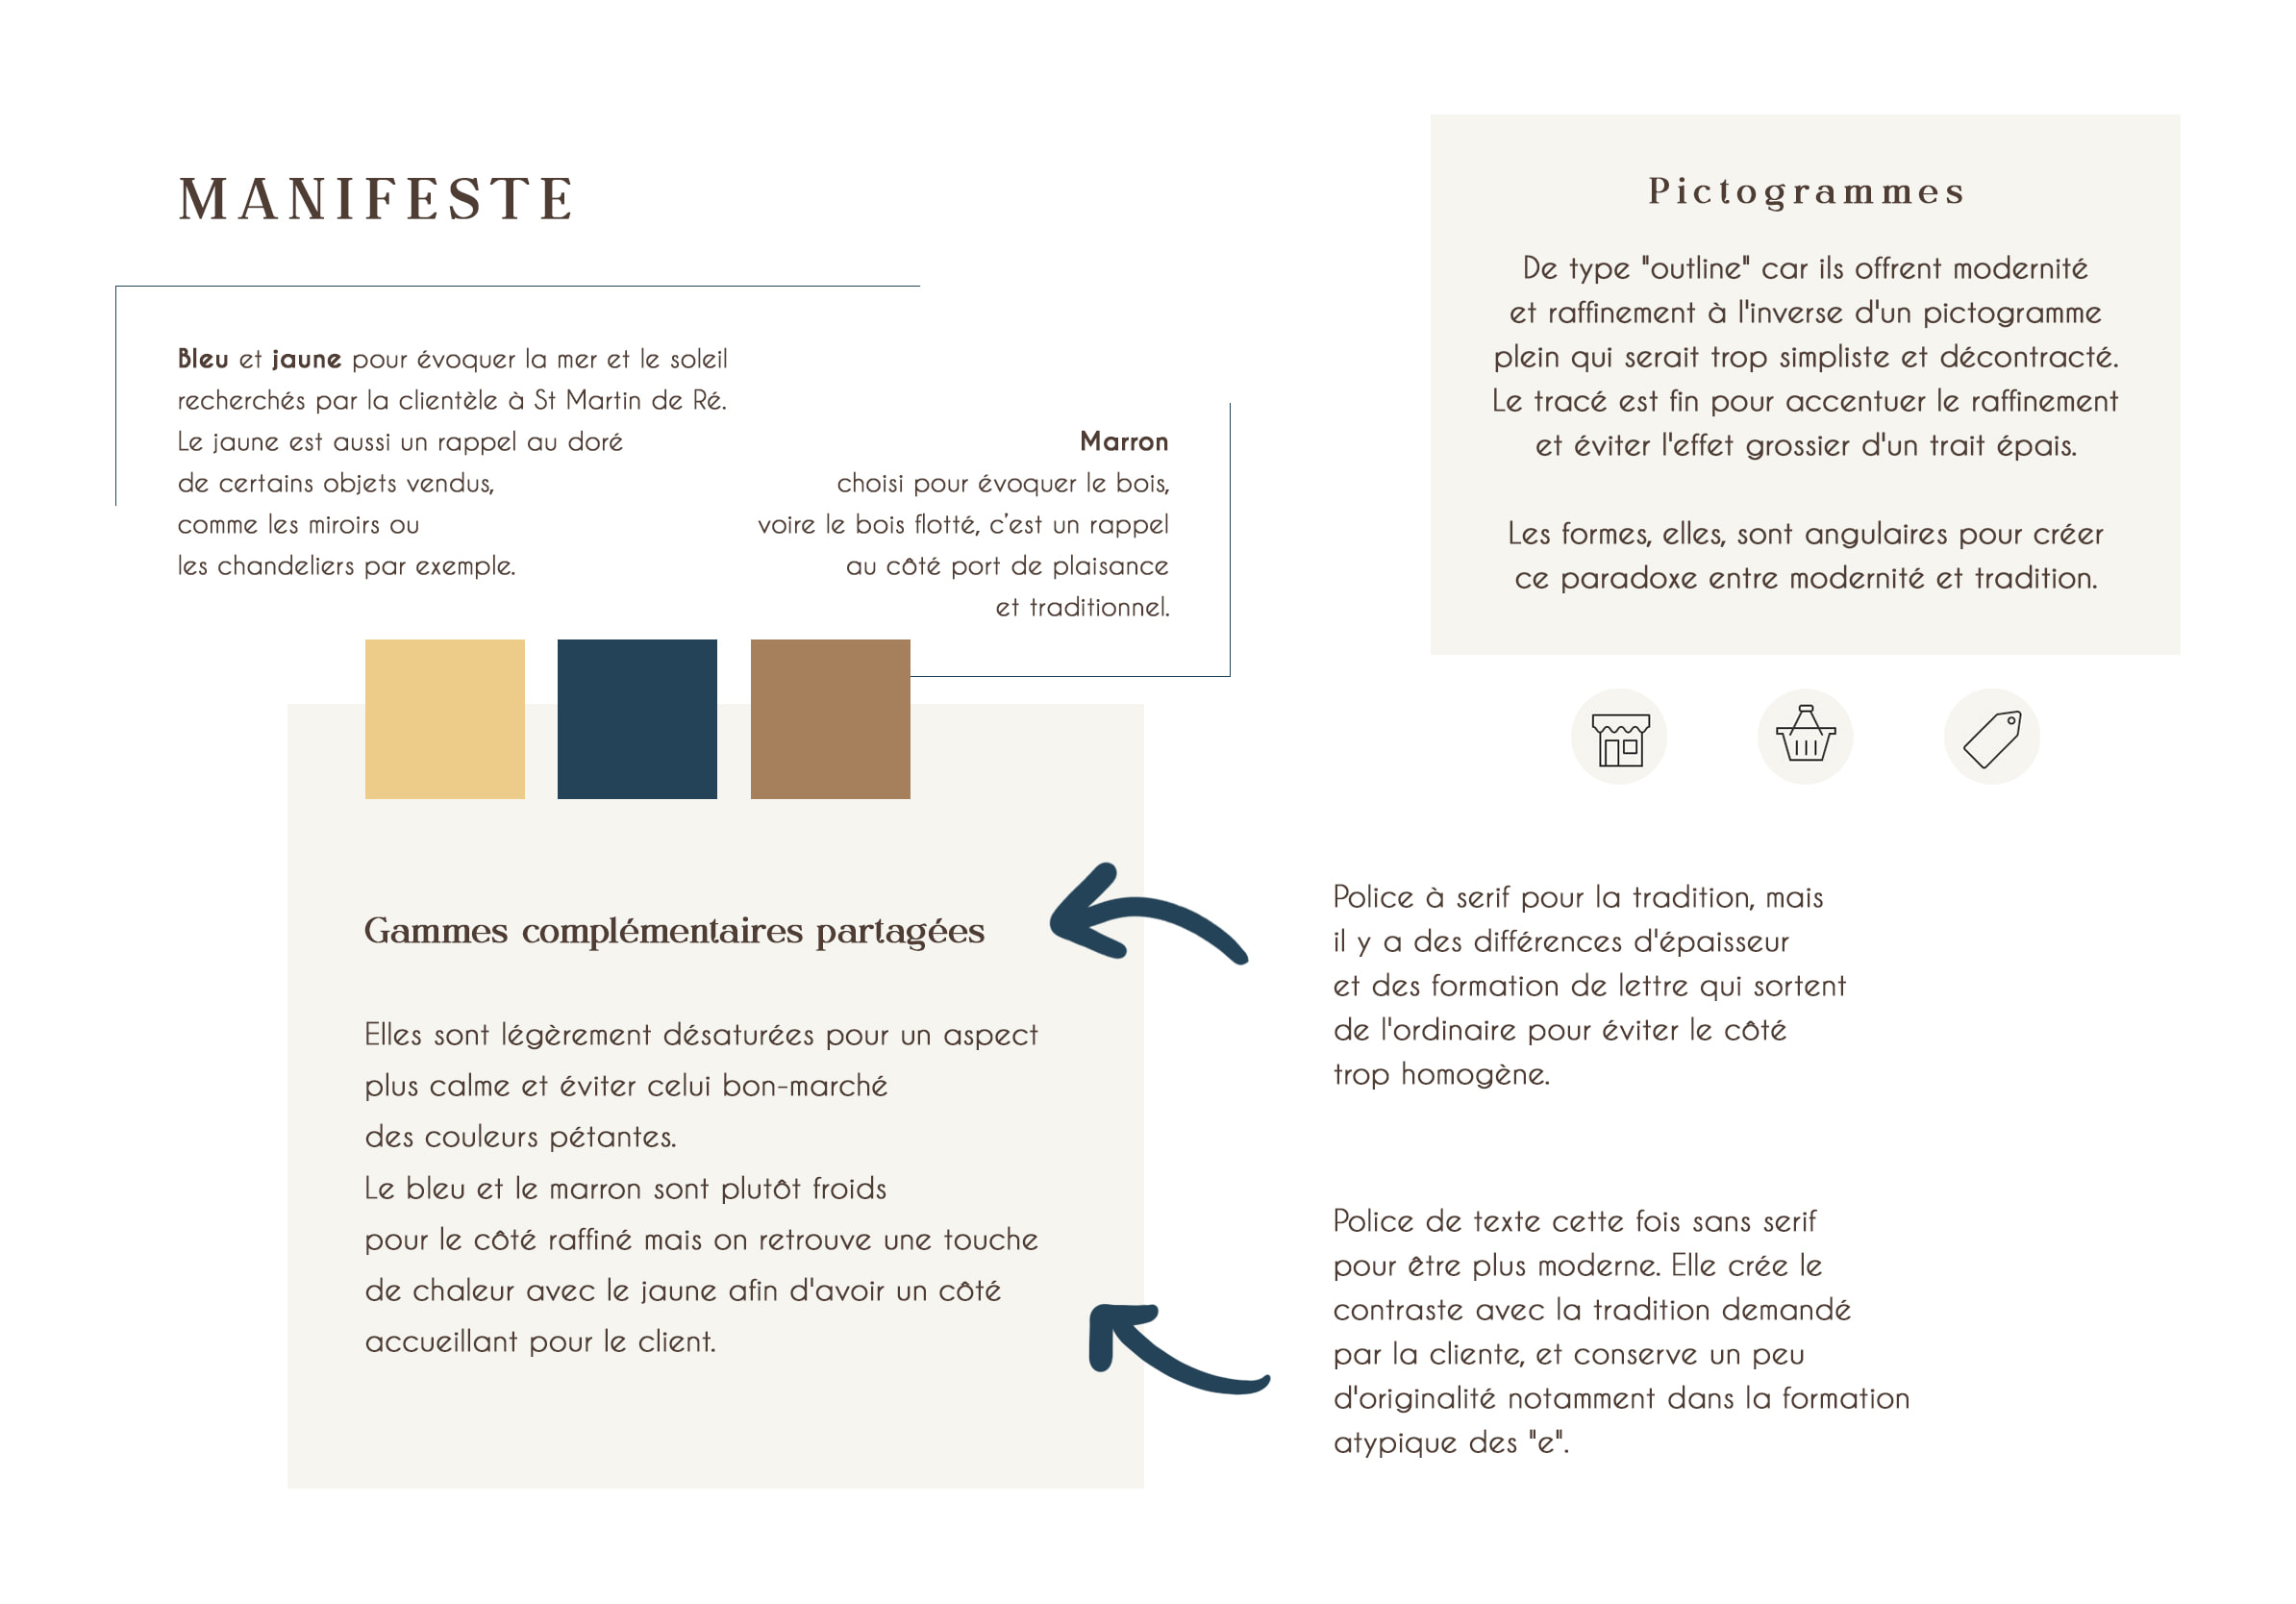 MANIFESTE
Bleu et jaune pour évoquer la mer et le soleil
recherchés par la clientèle à St Martin de Ré.
Le jaune est aussi un rappel au doré
de certains objets vendus,
comme les miroirs ou
les chandeliers par exemple.
Marron
choisi pour évoquer le bois,
voire le bois flotté, c’est un rappel
au côté port de plaisance
et traditionnel.
Gammes complémentaires partagées
Elles sont légèrement désaturées pour un aspect
plus calme et éviter celui bon-marché
des couleurs pétantes.
Le bleu et le marron sont plutôt froids
pour le côté raffiné mais on retrouve une touche
de chaleur avec le jaune afin d'avoir un côté
accueillant pour le client.
Pictogrammes
De type "outline" car ils offrent modernité
et raffinement à l'inverse d'un pictogramme
plein qui serait trop simpliste et décontracté.
Le tracé est fin pour accentuer le raffinement
et éviter l'effet grossier d'un trait épais.
Les formes, elles, sont angulaires pour créer
ce paradoxe entre modernité et tradition.
Police à serif pour la tradition, mais
il y a des différences d'épaisseur
et des formation de lettre qui sortent
de l'ordinaire pour éviter le côté
trop homogène.
Police de texte cette fois sans serif
pour être plus moderne. Elle crée le
contraste avec la tradition demandé
par la cliente, et conserve un peu
d'originalité notamment dans la formation
atypique des "e".